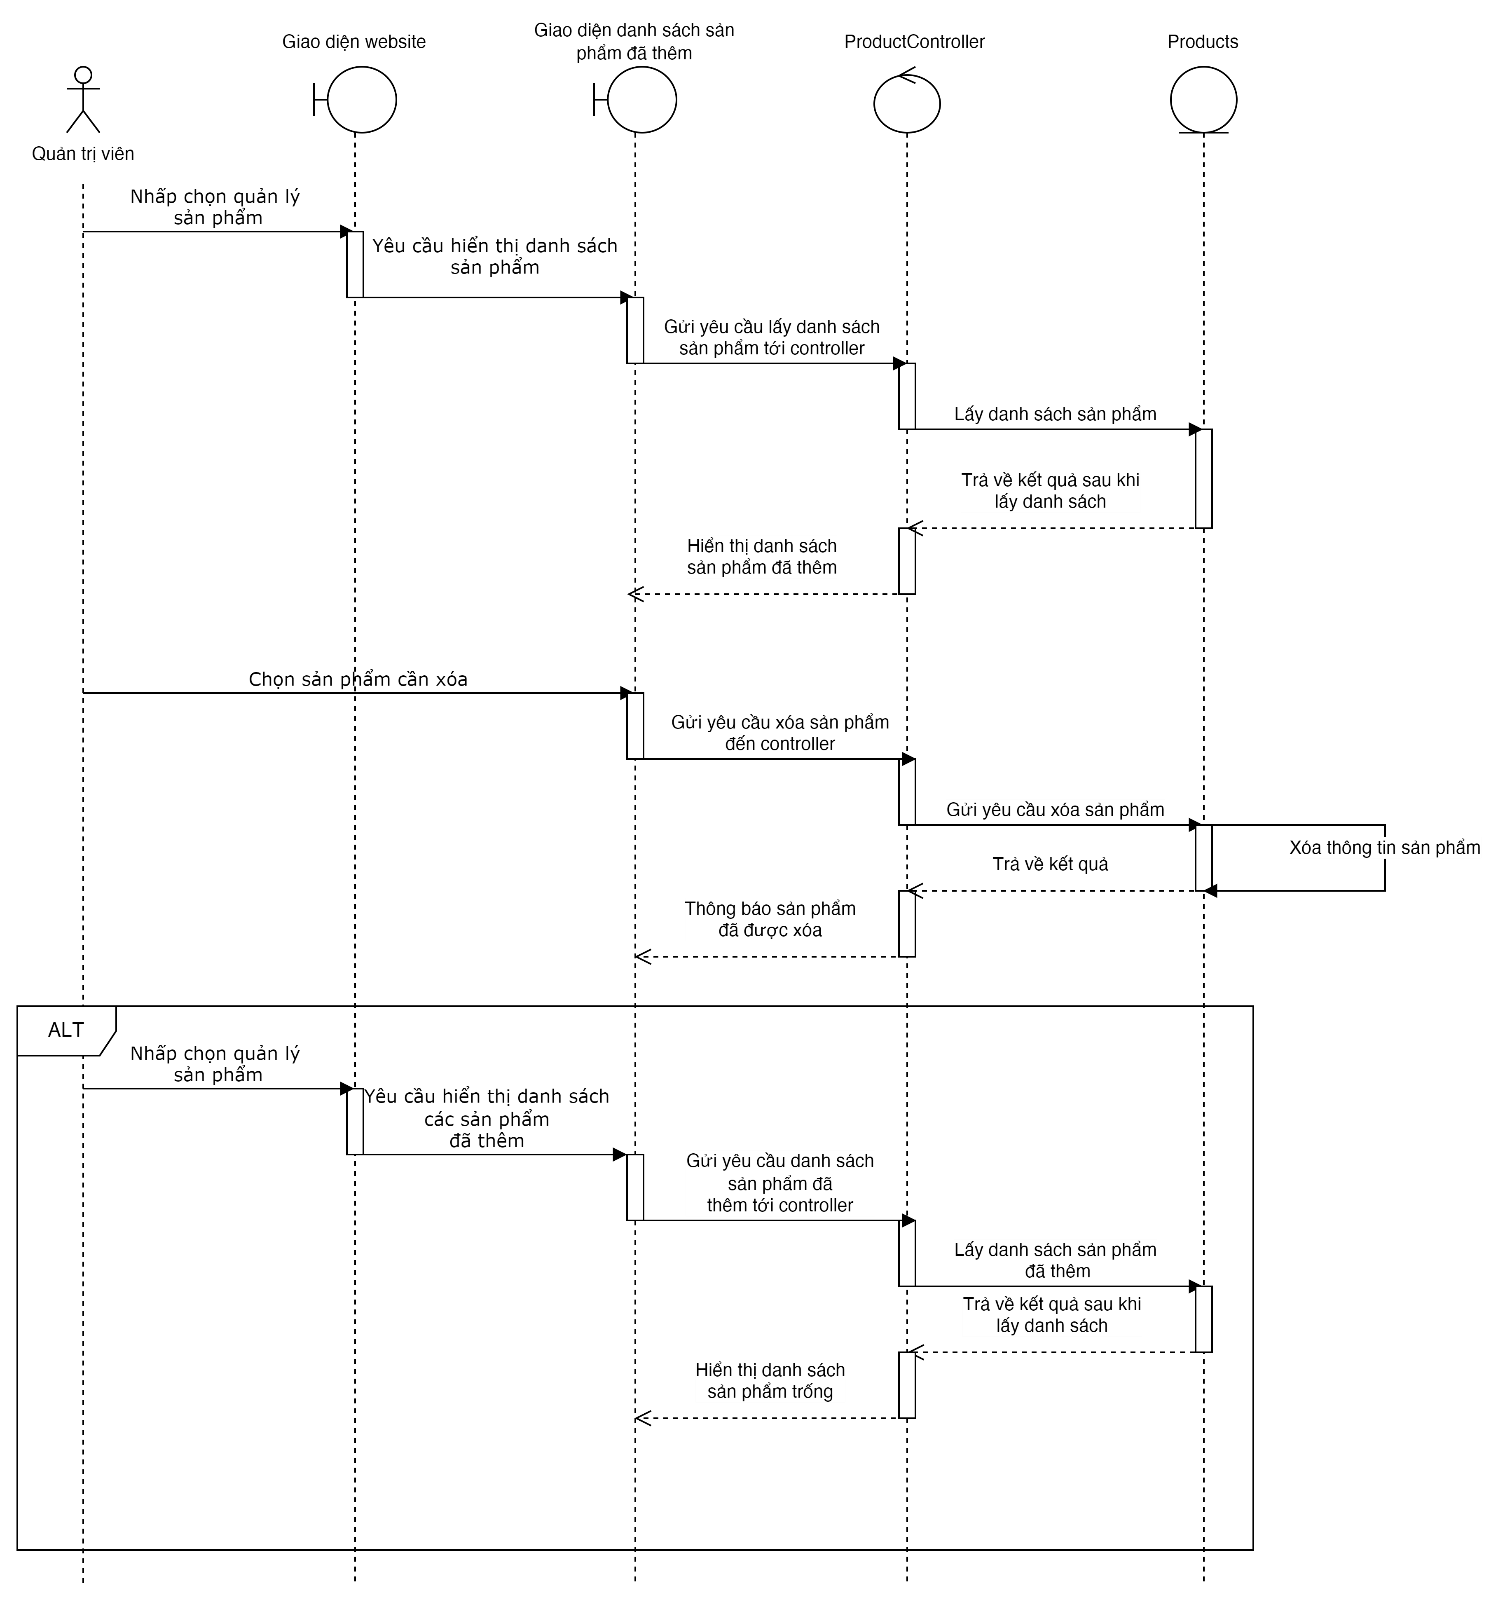 Giao diện website
Giao diện danh sách sản
phẩm đã thêm
ProductController
Products
Quản trị viên
Nhấp chọn quản lý
sản phẩm
Yêu cầu hiển thị danh sách
sản phẩm
Gửi yêu cầu lấy danh sách
sản phẩm tới controller
Lấy danh sách sản phẩm
Trả về kết quả sau khi
lấy danh sách
Hiển thị danh sách
sản phẩm đã thêm
Chọn sản phẩm cần xóa
Gửi yêu cầu xóa sản phẩm
đến controller
Gửi yêu cầu xóa sản phẩm
Xóa thông tin sản phẩm
Trả về kết quả
Thông báo sản phẩm
đã được xóa
ALT
Nhấp chọn quản lý
sản phẩm
Yêu cầu hiển thị danh sách
các sản phẩm
đã thêm
Gửi yêu cầu danh sách
sản phẩm đã
thêm tới controller
Lấy danh sách sản phẩm
đã thêm
Trả về kết quả sau khi
lấy danh sách
Hiển thị danh sách
sản phẩm trống